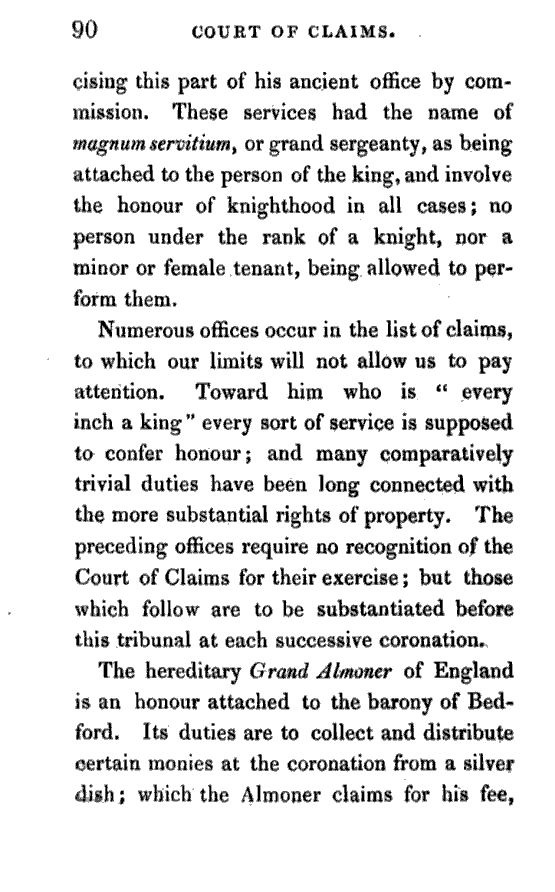 90 COURT OF CLAIMS.
cising this part of his ancient office by com-
mission. These services had the name of
magnum servitium, or grand sergeanty, as being
attached to the person of the king, and involve
the honour of knighthood in all cases; no
person under the rank of a knight, nor a
minor or female tenant, being allowed to per-
form them.
Numerous offices occur in the list of claims,
to which our limits will not allow us to pay
attention. Toward him who is " every
inch a king" every sort of service is supposed
to confer honour; and many comparatively
trivial duties have been long connected with
the more substantial rights of property. The
preceding offices require no recognition of the
Court of Claims for their exercise; but those
which follow are to be substantiated before
this tribunal at each successive coronation.
The hereditary Grand Almoner of England
is an honour attached to the barony of Bed-
ford. Its duties are to collect and distribute
certain monies at the coronation from a silver
dish; which the Almoner claims for his fee,